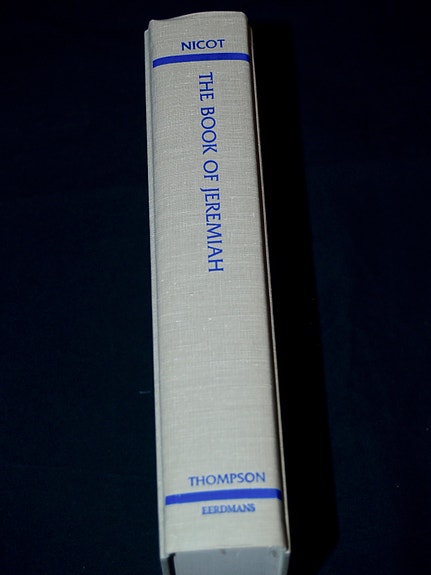 NICOT
THE BOOK OF JEREMIAH
THOMPSON
EERDMANS